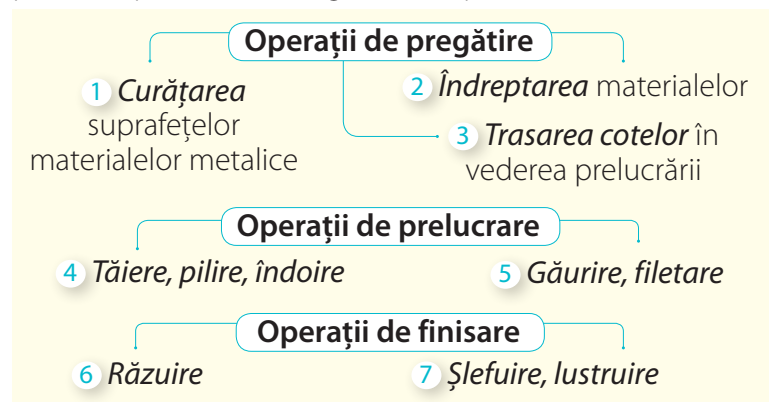 Operații de pregătire
1 Curățarea
suprafețelor
materialelor metalice
2 Îndreptarea materialelor
3 Trasarea cotelor în
vederea prelucrării
Operații de prelucrare
4 Tăiere, pilire, îndoire
5 Găurire, filetare
Operații de finisare
6 Răzuire
7 Șlefuire, lustruire